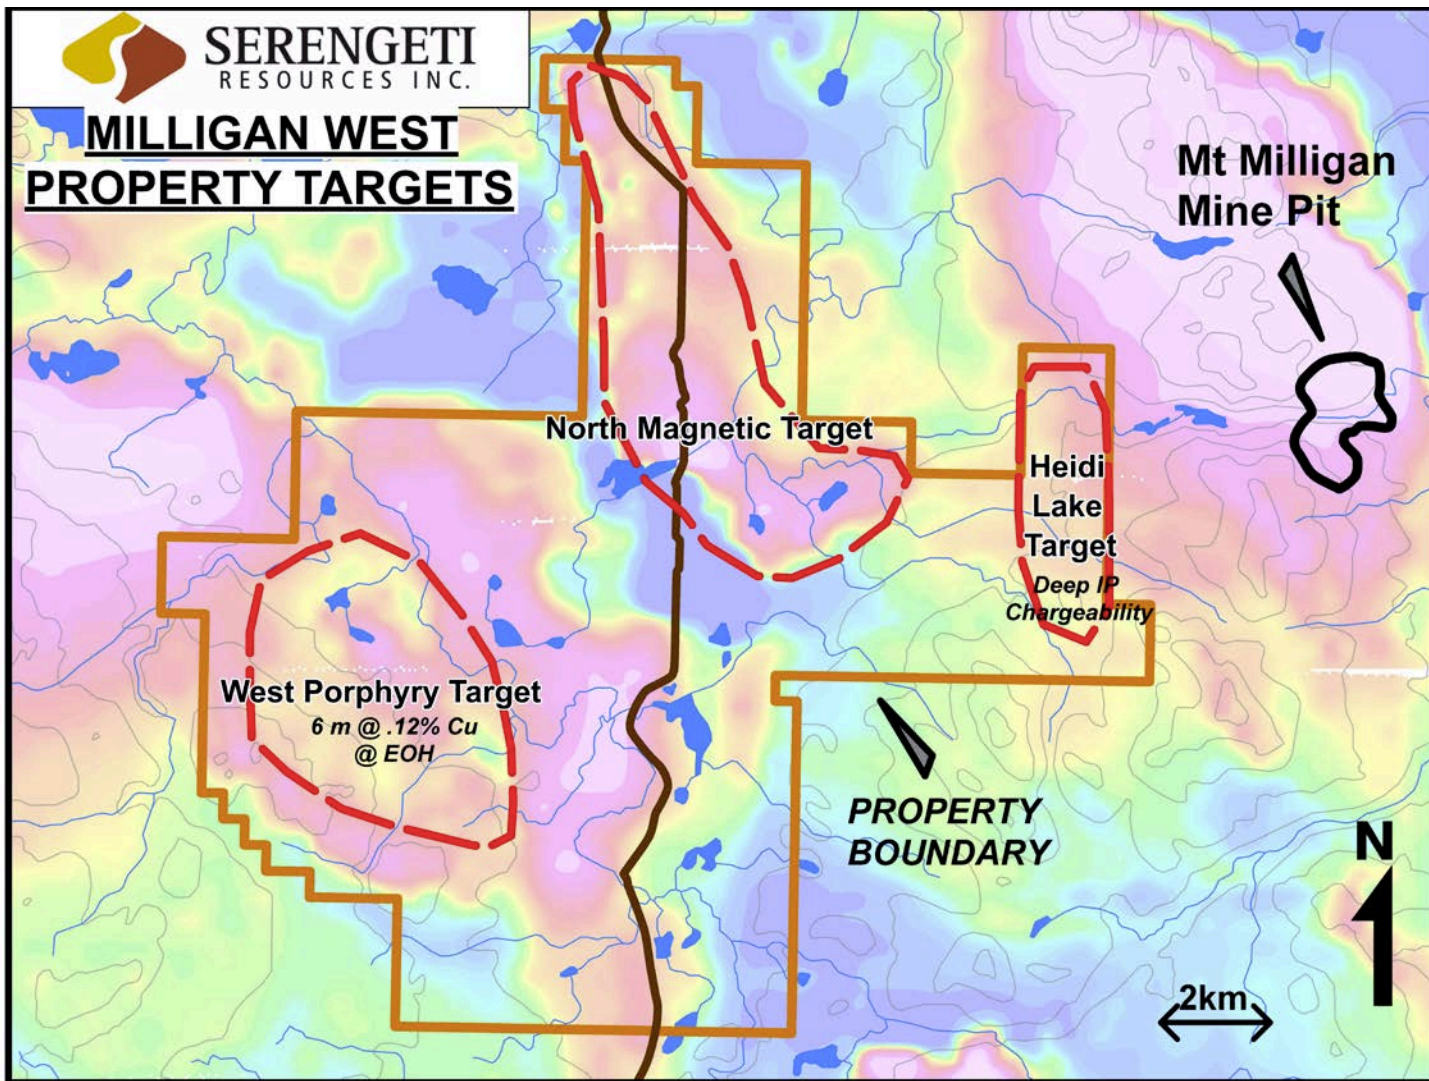 SERENGETI
RESOURCES INC.
MILLIGAN WEST
PROPERTY TARGETS
Mt Milligan
Mine Pit
North Magnetic Target
Heidi
Lake
Target
Deep IP
Chargeability
West Porphyry Target
6 m @ .12% Cu
@ EOH
PROPERTY
BOUNDARY
N
2km